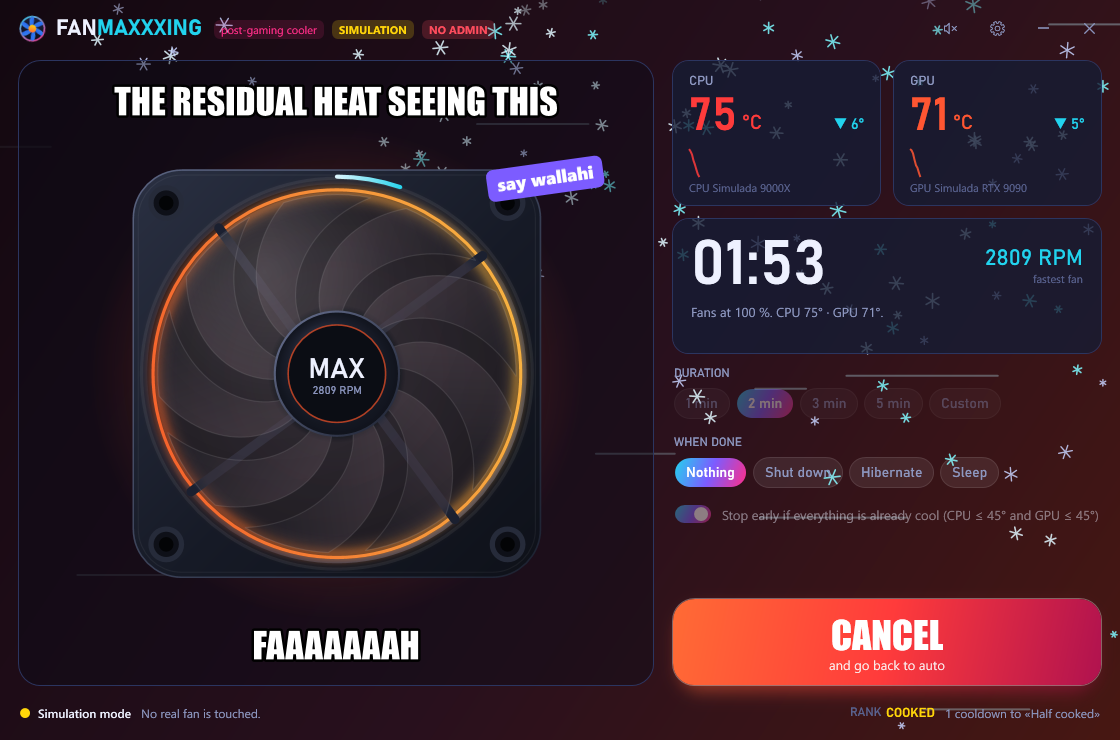 FANMAXXXING post-gaming cooler SIMULATION NO ADMIN
THE RESIDUAL HEAT SEEING THIS
say wallahi
MAX
2809 RPM
FAAAAAAAH
CPU
75 °C ▼ 6°
CPU Simulada 9000X
GPU
71 °C ▼ 5°
GPU Simulada RTX 9090
01:53
2809 RPM
fastest fan
Fans at 100 %. CPU 75° · GPU 71°.
DURATION
1 min 2 min 3 min 5 min Custom
WHEN DONE
Nothing Shut down Hibernate Sleep
Stop early if everything is already cool (CPU ≤ 45° and GPU ≤ 45°)
CANCEL
and go back to auto
Simulation mode No real fan is touched.
RANK COOKED 1 cooldown to «Half cooked»